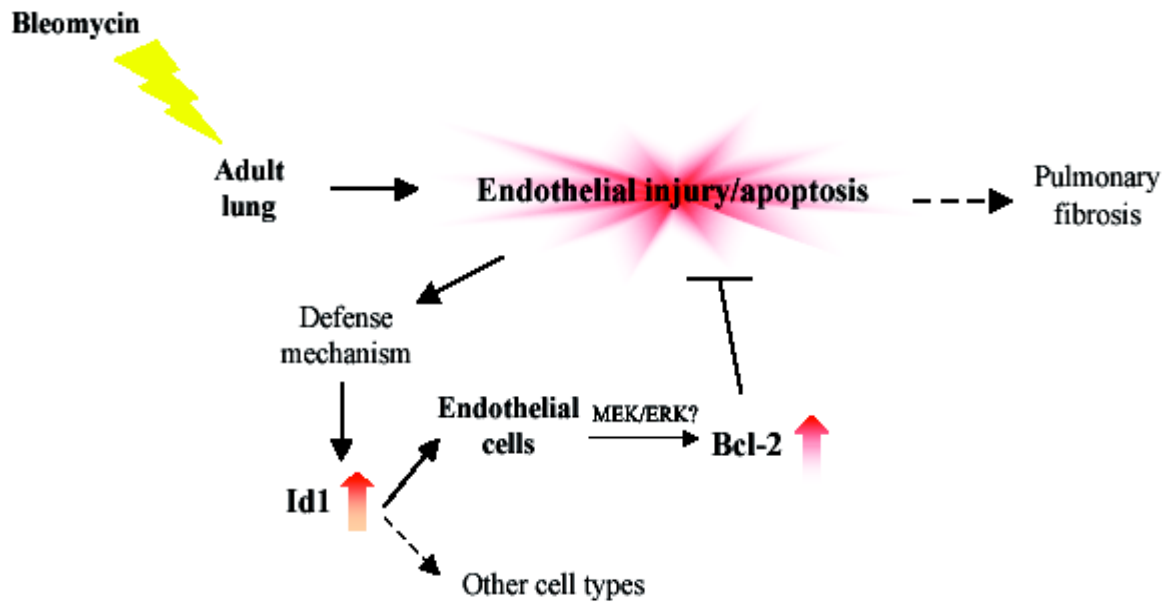 Bleomycin
Adult
lung
Endothelial injury/apoptosis
Pulmonary
fibrosis
Defense
mechanism
Endothelial
cells
MEK/ERK?
Bcl-2
Id1
Other cell types